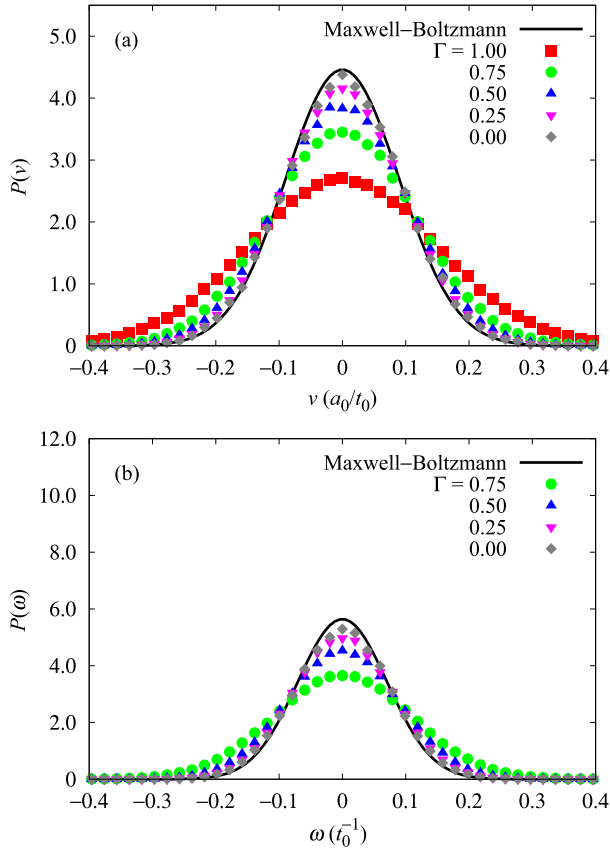 (a)
Maxwell−Boltzmann
Γ = 1.00
0.75
0.50
0.25
0.00
5.0
4.0
3.0
2.0
1.0
0
P(v)
−0.4 −0.3 −0.2 −0.1 0 0.1 0.2 0.3 0.4
v (a₀/t₀)
(b)
Maxwell−Boltzmann
Γ = 0.75
0.50
0.25
0.00
12.0
10.0
8.0
6.0
4.0
2.0
0
P(ω)
−0.4 −0.3 −0.2 −0.1 0 0.1 0.2 0.3 0.4
ω (t₀⁻¹)